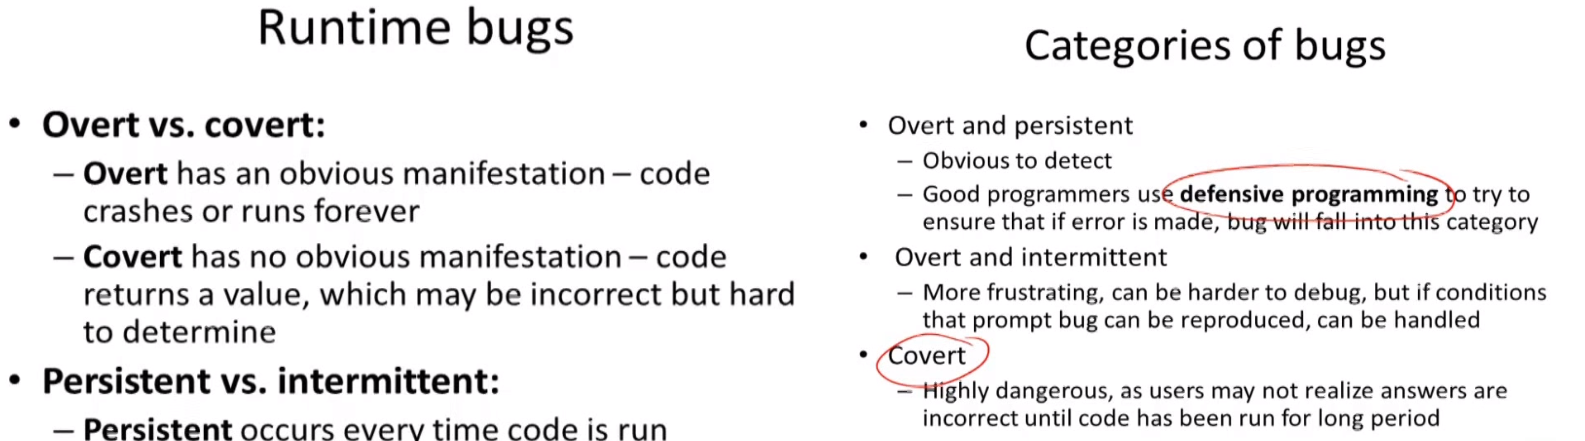 Runtime bugs
• Overt vs. covert:
– Overt has an obvious manifestation – code
crashes or runs forever
– Covert has no obvious manifestation – code
returns a value, which may be incorrect but hard
to determine
• Persistent vs. intermittent:
– Persistent occurs every time code is run
Categories of bugs
• Overt and persistent
– Obvious to detect
– Good programmers use defensive programming to try to
ensure that if error is made, bug will fall into this category
• Overt and intermittent
– More frustrating, can be harder to debug, but if conditions
that prompt bug can be reproduced, can be handled
• Covert
– Highly dangerous, as users may not realize answers are
incorrect until code has been run for long period